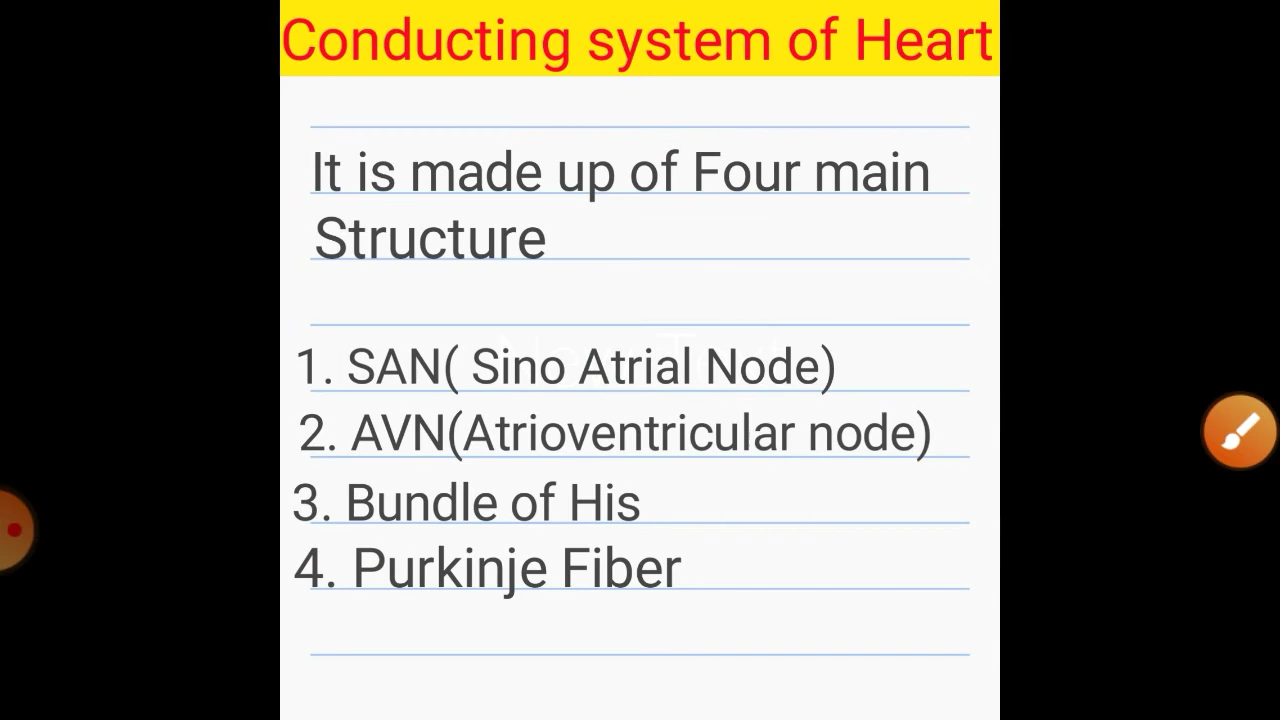 Conducting system of Heart
It is made up of Four main
Structure
1. SAN( Sino Atrial Node)
2. AVN(Atrioventricular node)
3. Bundle of His
4. Purkinje Fiber